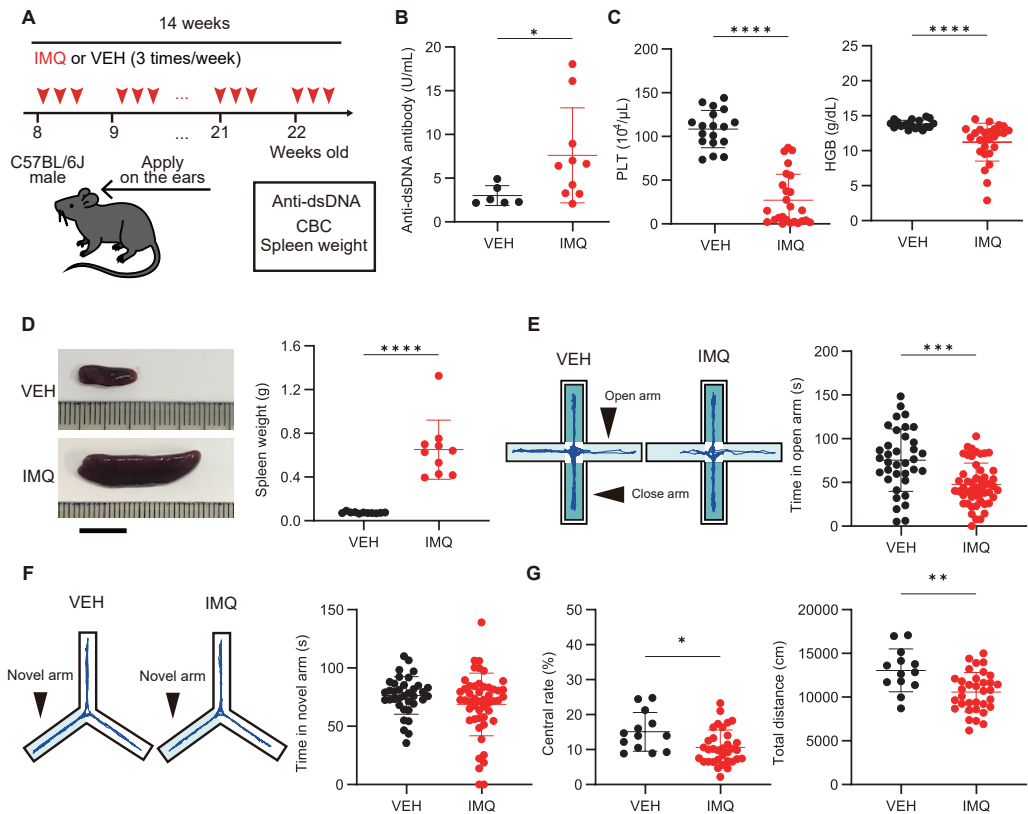 A
14 weeks
IMQ or VEH (3 times/week)
...
8
9
...
21
22
Weeks old
C57BL/6J
male
Apply
on the ears
Anti-dsDNA
CBC
Spleen weight
B
*
Anti-dsDNA antibody (U/mL)
20
15
10
5
0
VEH
IMQ
C
****
PLT (10⁴/μL)
200
150
100
50
0
VEH
IMQ
****
HGB (g/dL)
25
20
15
10
5
0
VEH
IMQ
D
VEH
IMQ
****
Spleen weight (g)
1.6
1.2
0.8
0.4
0.0
VEH
IMQ
E
VEH
IMQ
Open arm
Close arm
***
Time in open arm (s)
200
150
100
50
0
VEH
IMQ
F
VEH
IMQ
Novel arm
Novel arm
Time in novel arm (s)
150
100
50
0
VEH
IMQ
G
*
Central rate (%)
50
40
30
20
10
0
VEH
IMQ
**
Total distance (cm)
20000
15000
10000
5000
0
VEH
IMQ